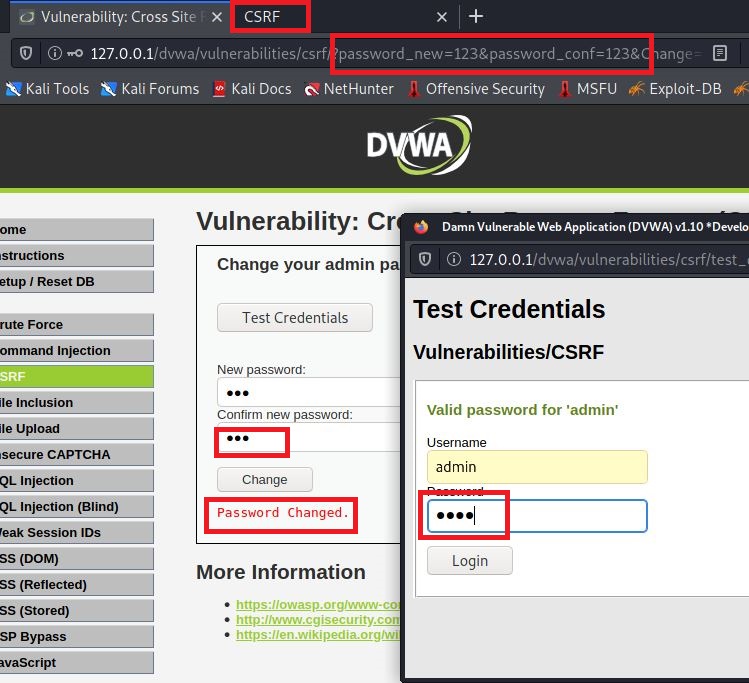 Vulnerability: Cross Site
CSRF
127.0.0.1/dvwa/vulnerabilities/csrf/?password_new=123&password_conf=123&Change=
Kali Tools Kali Forums Kali Docs NetHunter Offensive Security MSFU Exploit-DB
DVWA
ome
nstructions
etup / Reset DB
rute Force
ommand Injection
SRF
ile Inclusion
ile Upload
nsecure CAPTCHA
QL Injection
QL Injection (Blind)
Weak Session IDs
SS (DOM)
SS (Reflected)
SS (Stored)
SP Bypass
avaScript
Vulnerability: Cr
Change your admin pa
Test Credentials
New password:
•••
Confirm new password:
•••
Change
Password Changed.
More Information
https://owasp.org/www-co
http://www.cgisecurity.com
https://en.wikipedia.org/wi
Damn Vulnerable Web Application (DVWA) v1.10 *Develo
127.0.0.1/dvwa/vulnerabilities/csrf/test_
Test Credentials
Vulnerabilities/CSRF
Valid password for 'admin'
Username
admin
Password
••••
Login